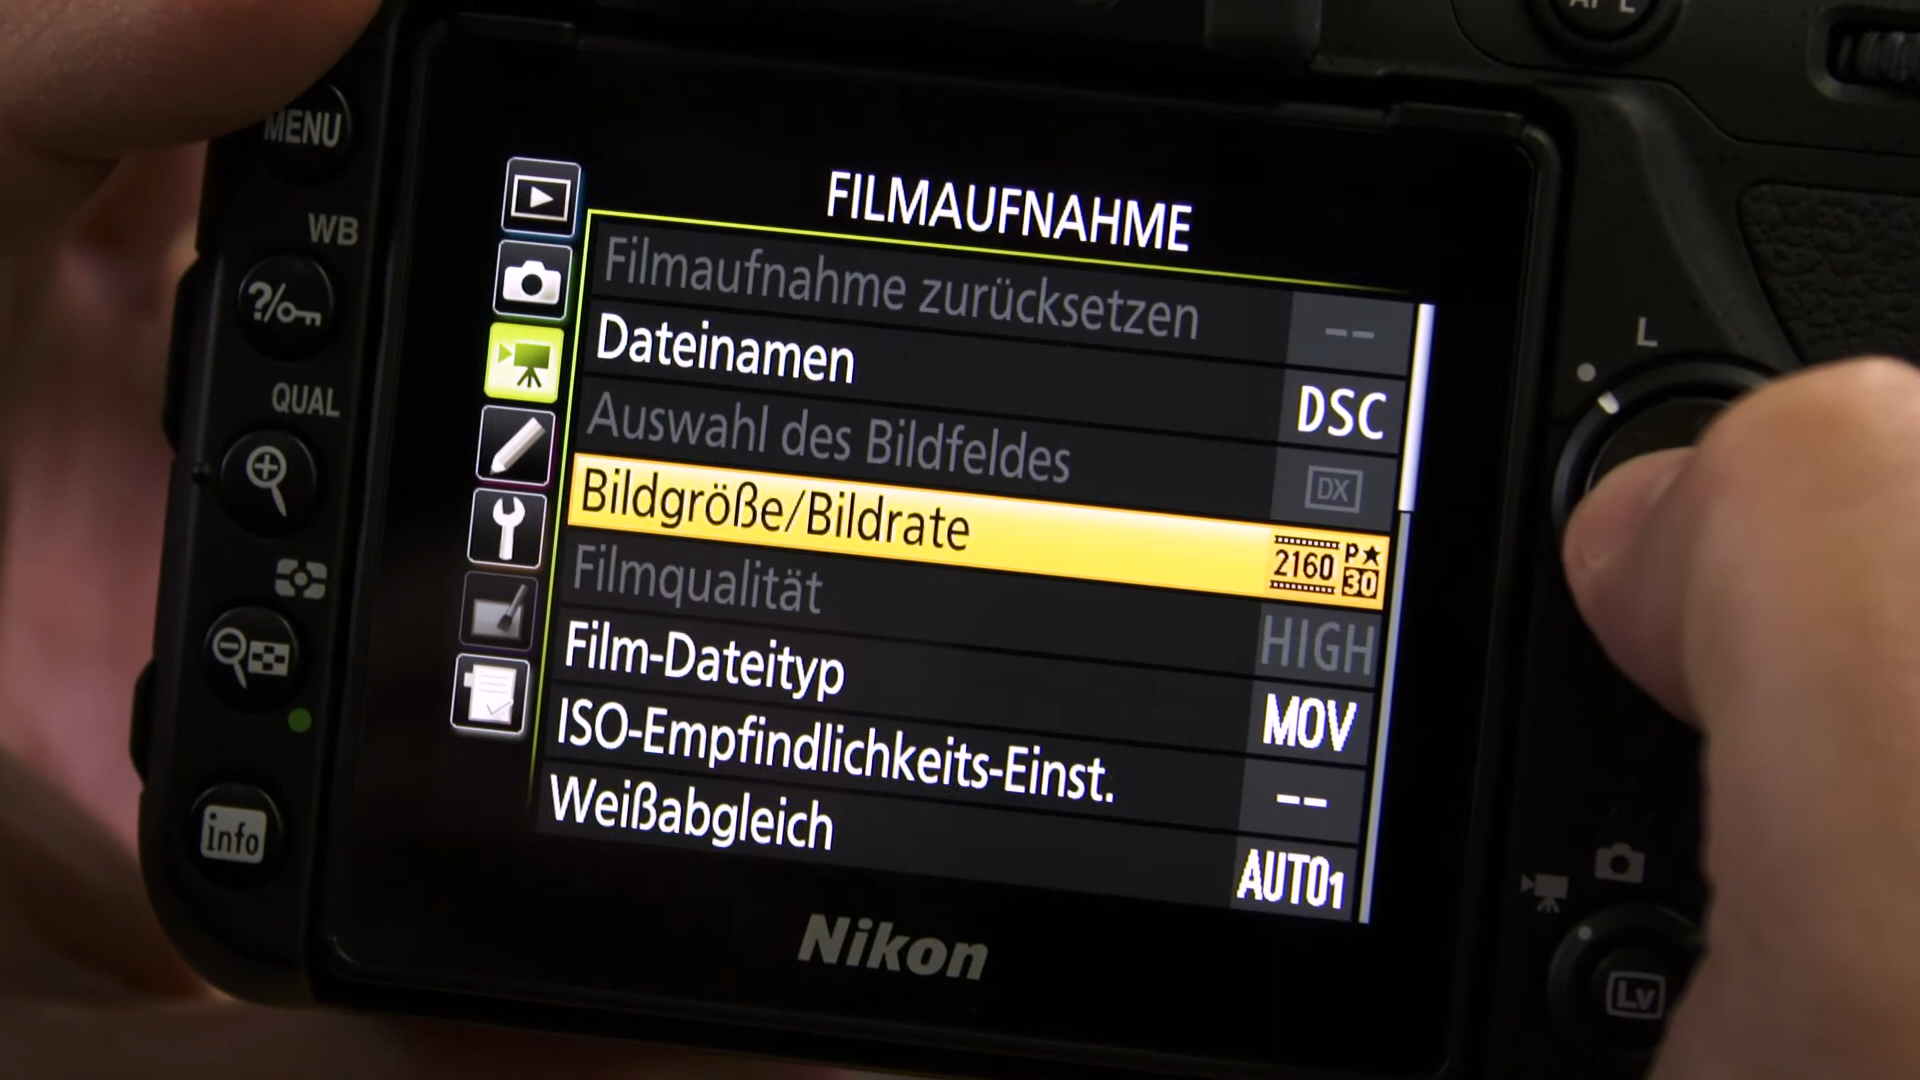 AF L
MENU
WB
?/
QUAL
info
FILMAUFNAHME
Filmaufnahme zurücksetzen --
Dateinamen DSC
Auswahl des Bildfeldes DX
Bildgröße/Bildrate 2160 P★ 30
Filmqualität HIGH
Film-Dateityp MOV
ISO-Empfindlichkeits-Einst. --
Weißabgleich AUTO1
Nikon
L
Lv